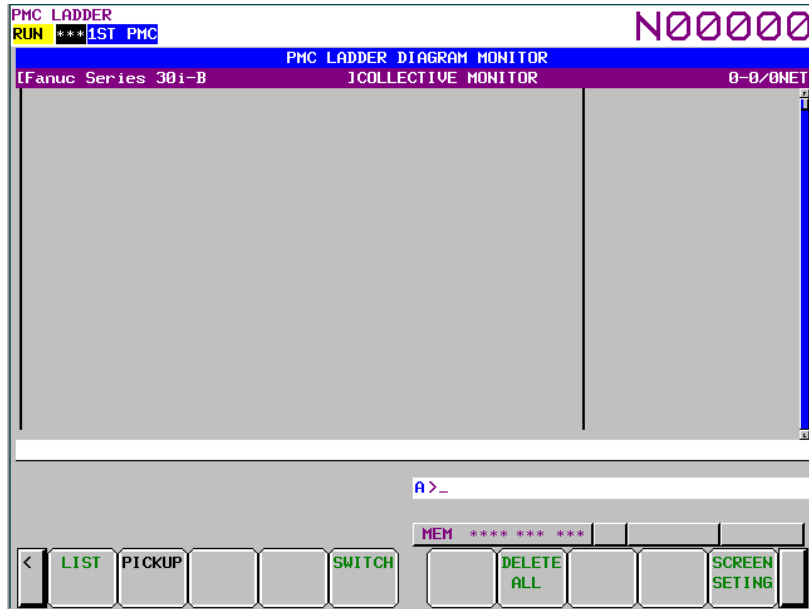 PMC LADDER
RUN ***1ST PMC
N00000
PMC LADDER DIAGRAM MONITOR
[Fanuc Series 30i-B ]COLLECTIVE MONITOR 0-0/0NET
A>_
MEM **** *** ***
< LIST PICKUP SWITCH DELETE ALL SCREEN SETING